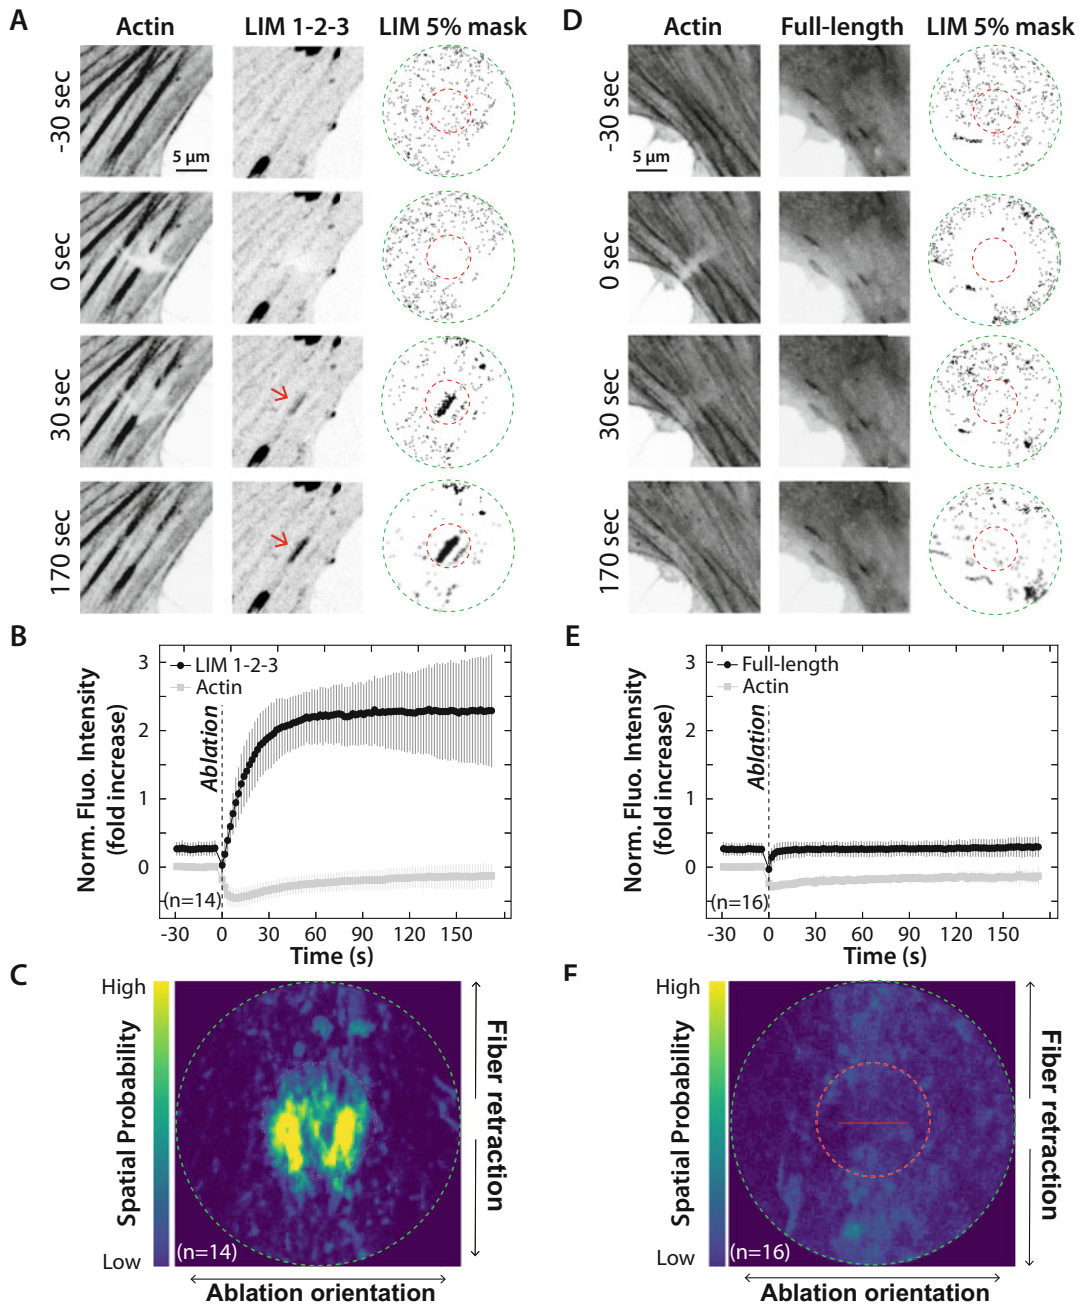 A
Actin
LIM 1-2-3
LIM 5% mask
-30 sec
5 µm
0 sec
30 sec
170 sec
D
Actin
Full-length
LIM 5% mask
-30 sec
5 µm
0 sec
30 sec
170 sec
B
Norm. Fluo. Intensity
(fold increase)
3
2
1
0
LIM 1-2-3
Actin
Ablation
(n=14)
-30
0
30
60
90
120
150
Time (s)
E
Norm. Fluo. Intensity
(fold increase)
3
2
1
0
Full-length
Actin
Ablation
(n=16)
-30
0
30
60
90
120
150
Time (s)
C
High
Spatial Probability
Low
(n=14)
Fiber retraction
Ablation orientation
F
High
Spatial Probability
Low
(n=16)
Fiber retraction
Ablation orientation